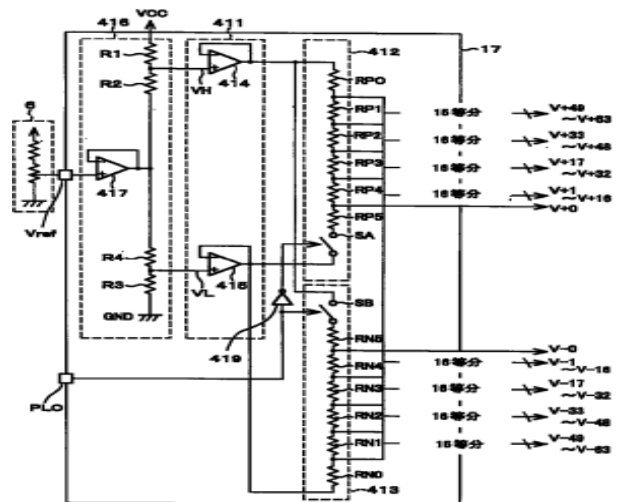 416
VCC
411
17
R1
412
R2
VH
414
RP0
6
RP1
15等分
V+49
~V+63
RP2
16等分
V+33
~V+48
RP3
16等分
V+17
~V+32
417
RP4
16等分
V+1
~V+16
Vref
RP5
V+0
SA
R4
R3
VL
415
GND
SB
419
RN5
V-0
PLO
RN4
16等分
V-1
~V-16
RN3
16等分
V-17
~V-32
RN2
16等分
V-33
~V-48
RN1
15等分
V-49
~V-63
RN0
413